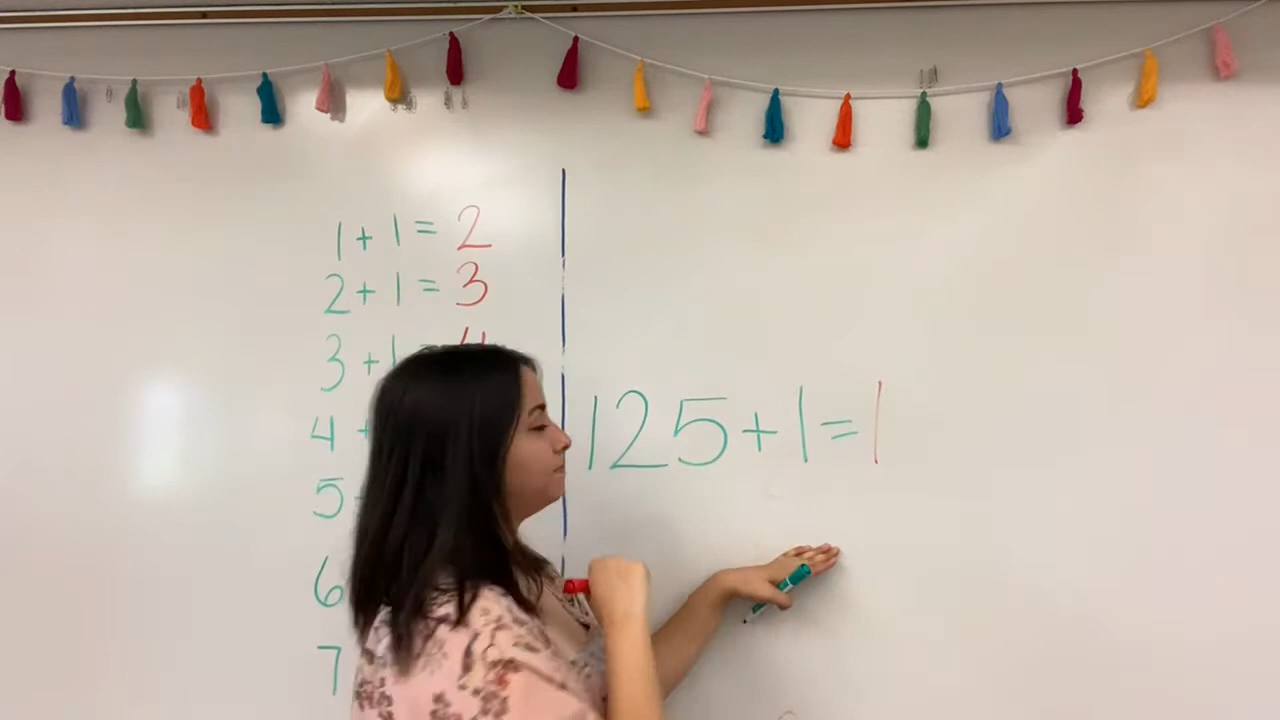 1 + 1 = 2
2 + 1 = 3
3 + 1 = 4
4 +
5
6
7
125 + 1 = 1